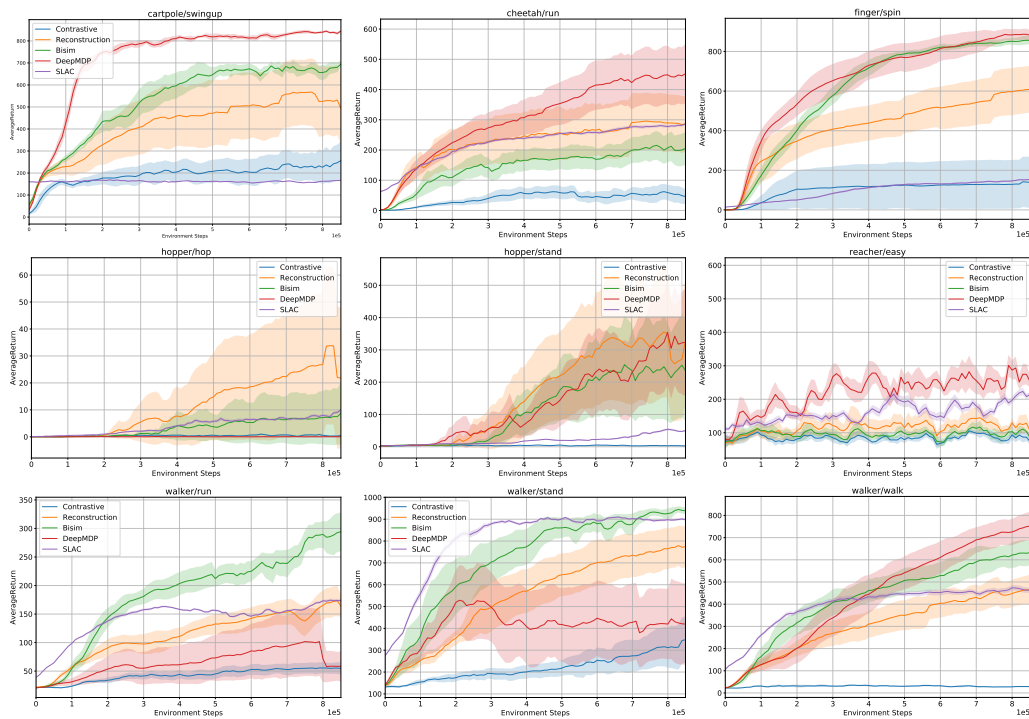 cartpole/swingup
Contrastive
Reconstruction
Bisim
DeepMDP
SLAC
AverageReturn
800
700
600
500
400
300
200
100
0
0 1 2 3 4 5 6 7 8
Environment Steps
1e5
cheetah/run
AverageReturn
600
500
400
300
200
100
0
0 1 2 3 4 5 6 7 8
Environment Steps
1e5
finger/spin
AverageReturn
800
600
400
200
0
0 1 2 3 4 5 6 7 8
Environment Steps
1e5
hopper/hop
Contrastive
Reconstruction
Bisim
DeepMDP
SLAC
AverageReturn
60
50
40
30
20
10
0
0 1 2 3 4 5 6 7 8
Environment Steps
1e5
hopper/stand
Contrastive
Reconstruction
Bisim
DeepMDP
SLAC
AverageReturn
500
400
300
200
100
0
0 1 2 3 4 5 6 7 8
Environment Steps
1e5
reacher/easy
Contrastive
Reconstruction
Bisim
DeepMDP
SLAC
AverageReturn
600
500
400
300
200
100
0 1 2 3 4 5 6 7 8
Environment Steps
1e5
walker/run
Contrastive
Reconstruction
Bisim
DeepMDP
SLAC
AverageReturn
350
300
250
200
150
100
50
0 1 2 3 4 5 6 7 8
Environment Steps
1e5
walker/stand
Contrastive
Reconstruction
Bisim
DeepMDP
SLAC
AverageReturn
1000
900
800
700
600
500
400
300
200
100
0 1 2 3 4 5 6 7 8
Environment Steps
1e5
walker/walk
AverageReturn
800
700
600
500
400
300
200
100
0
0 1 2 3 4 5 6 7 8
Environment Steps
1e5